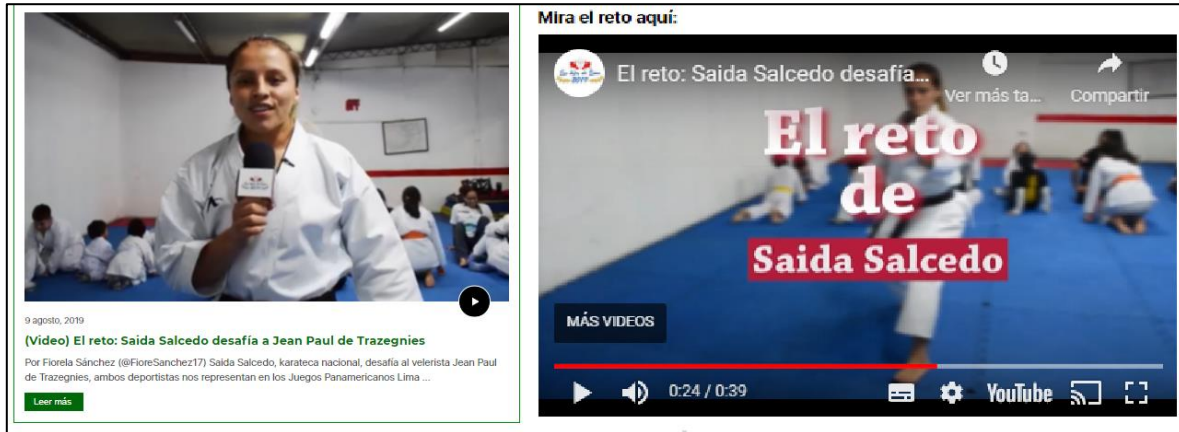 9 agosto, 2019
(Video) El reto: Saida Salcedo desafía a Jean Paul de Trazegnies
Por Fiorela Sánchez (@FioreSanchez17) Saida Salcedo, karateca nacional, desafía al velerista Jean Paul
de Trazegnies, ambos deportistas nos representan en los Juegos Panamericanos Lima ...
Leer más
Mira el reto aquí:
El reto: Saida Salcedo desafía...
Ver más ta...
Compartir
El reto
de
Saida Salcedo
MÁS VIDEOS
0:24 / 0:39
YouTube